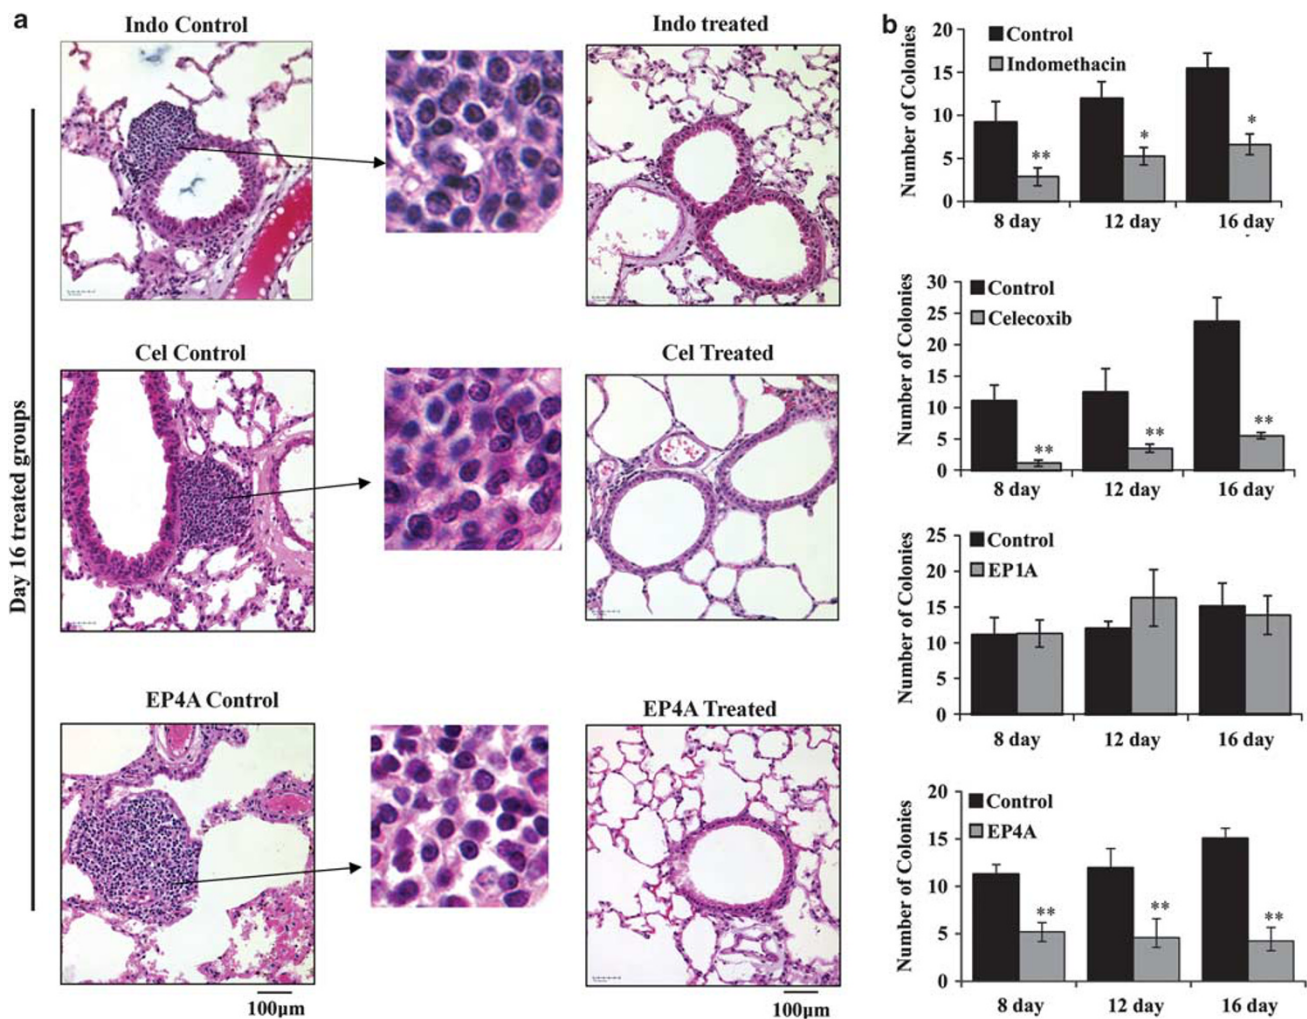 a
Indo Control
Indo treated
Cel Control
Cel Treated
EP4A Control
EP4A Treated
Day 16 treated groups
100µm
100µm
b
Number of Colonies
20
15
10
5
0
Control
Indomethacin
**
*
*
8 day
12 day
16 day
Number of Colonies
30
25
20
15
10
5
0
Control
Celecoxib
**
**
**
8 day
12 day
16 day
Number of Colonies
25
20
15
10
5
0
Control
EP1A
8 day
12 day
16 day
Number of Colonies
20
15
10
5
0
Control
EP4A
**
**
**
8 day
12 day
16 day